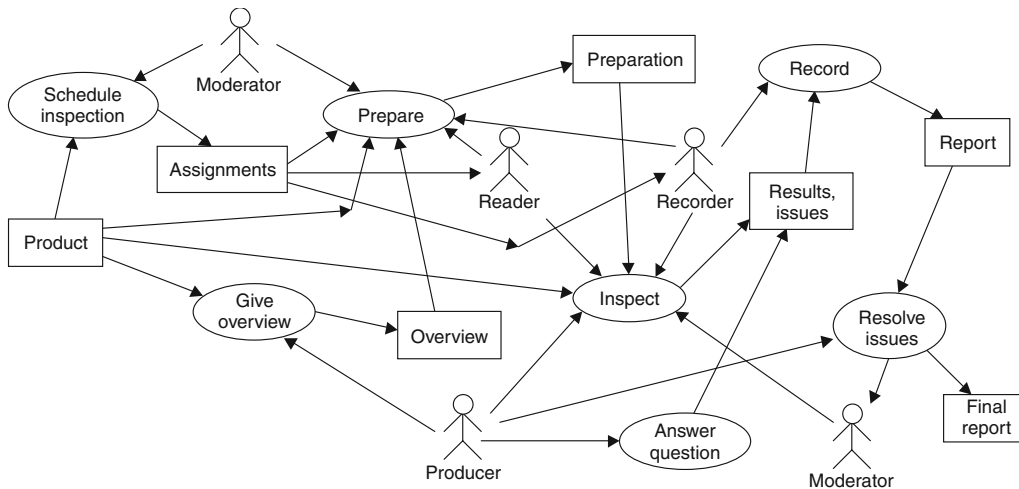 Moderator
Schedule
inspection
Prepare
Preparation
Record
Assignments
Reader
Recorder
Results,
issues
Report
Product
Give
overview
Overview
Inspect
Resolve
issues
Producer
Answer
question
Moderator
Final
report